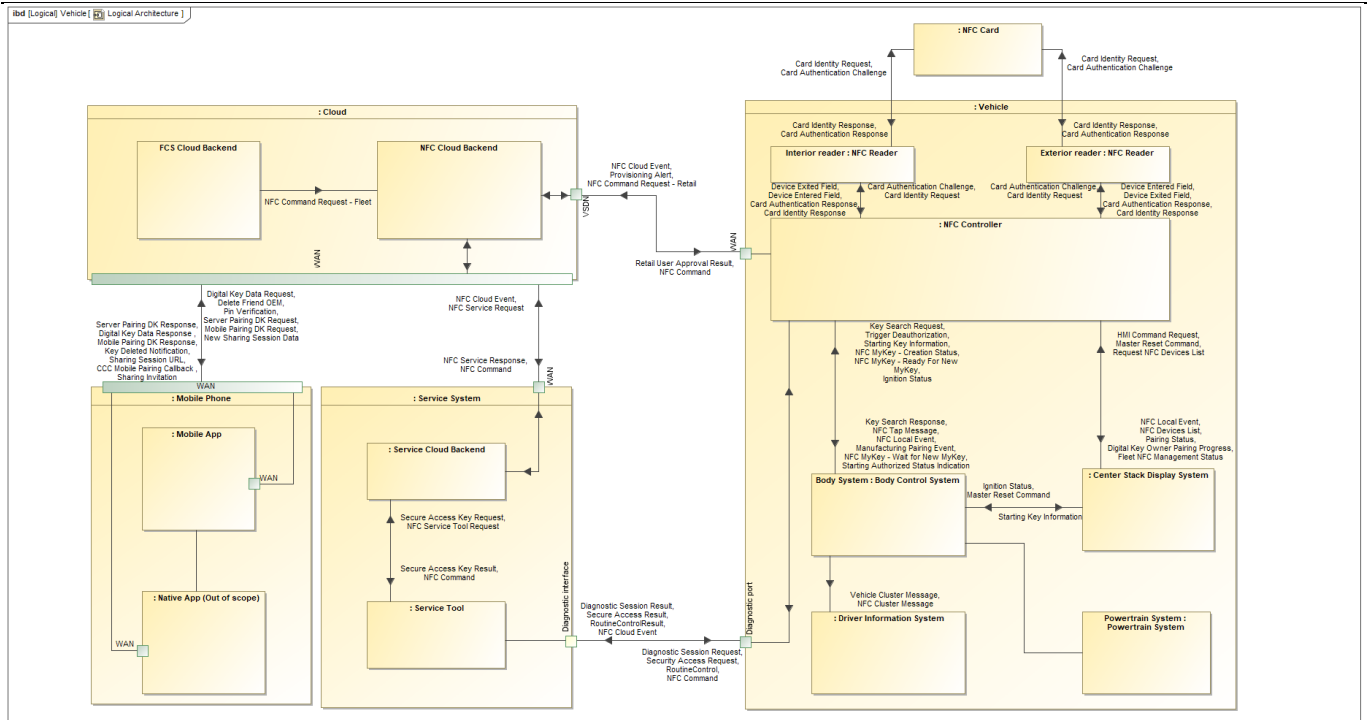 ibd [Logical] Vehicle [ Logical Architecture ]
: NFC Card
Card Identity Request,
Card Authentication Challenge
Card Identity Request,
Card Authentication Challenge
: Cloud
FCS Cloud Backend
NFC Cloud Backend
NFC Command Request - Fleet
WAN
VSDN
NFC Cloud Event,
Provisioning Alert,
NFC Command Request - Retail
Retail User Approval Result,
NFC Command
WAN
: Vehicle
Card Identity Response,
Card Authentication Response
Card Identity Response,
Card Authentication Response
Interior reader : NFC Reader
Exterior reader : NFC Reader
Device Exited Field,
Device Entered Field,
Card Authentication Response,
Card Identity Response
Card Authentication Challenge,
Card Identity Request
Card Authentication Challenge,
Card Identity Request
Device Entered Field,
Device Exited Field,
Card Authentication Response,
Card Identity Response
: NFC Controller
Server Pairing DK Response,
Digital Key Data Response ,
Mobile Pairing DK Response,
Key Deleted Notification,
Sharing Session URL,
CCC Mobile Pairing Callback ,
Sharing Invitation
Digital Key Data Request,
Delete Friend OEM,
Pin Verification,
Server Pairing DK Request,
Mobile Pairing DK Request,
New Sharing Session Data
NFC Cloud Event,
NFC Service Request
NFC Service Response,
NFC Command
WAN
Key Search Request,
Trigger Deauthorization,
Starting Key Information,
NFC MyKey - Creation Status,
NFC MyKey - Ready For New
MyKey,
Ignition Status
HMI Command Request,
Master Reset Command,
Request NFC Devices List
WAN
: Mobile Phone
: Mobile App
WAN
: Native App (Out of scope)
WAN
: Service System
: Service Cloud Backend
Secure Access Key Request,
NFC Service Tool Request
Secure Access Key Result,
NFC Command
: Service Tool
Diagnostic interface
Diagnostic Session Result,
Secure Access Result,
RoutineControlResult,
NFC Cloud Event
Diagnostic Session Request,
Security Access Request,
RoutineControl,
NFC Command
Diagnostic port
Key Search Response,
NFC Tap Message,
NFC Local Event,
Manufacturing Pairing Event,
NFC MyKey - Wait for New MyKey,
Starting Authorized Status Indication
NFC Local Event,
NFC Devices List,
Pairing Status,
Digital Key Owner Pairing Progress,
Fleet NFC Management Status
Body System : Body Control System
Ignition Status,
Master Reset Command
Starting Key Information
: Center Stack Display System
Vehicle Cluster Message,
NFC Cluster Message
: Driver Information System
Powertrain System :
Powertrain System